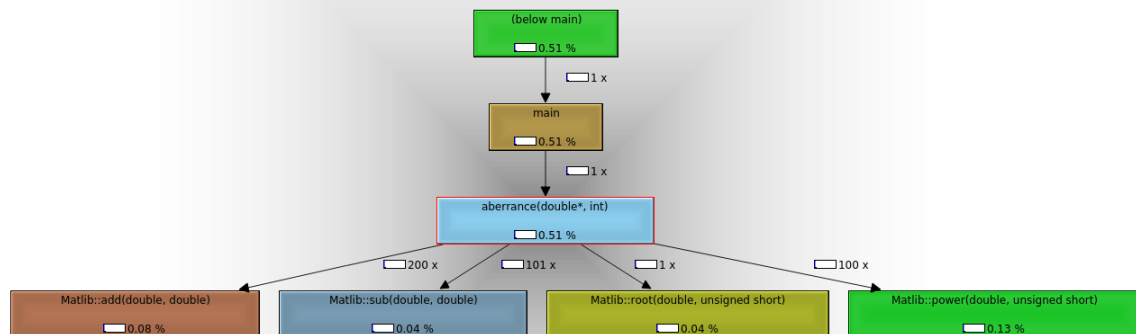 (below main)
0.51 %
1 x
main
0.51 %
1 x
aberrance(double*, int)
0.51 %
200 x
101 x
1 x
100 x
Matlib::add(double, double)
Matlib::sub(double, double)
Matlib::root(double, unsigned short)
Matlib::power(double, unsigned short)
0.08 %
0.04 %
0.04 %
0.13 %